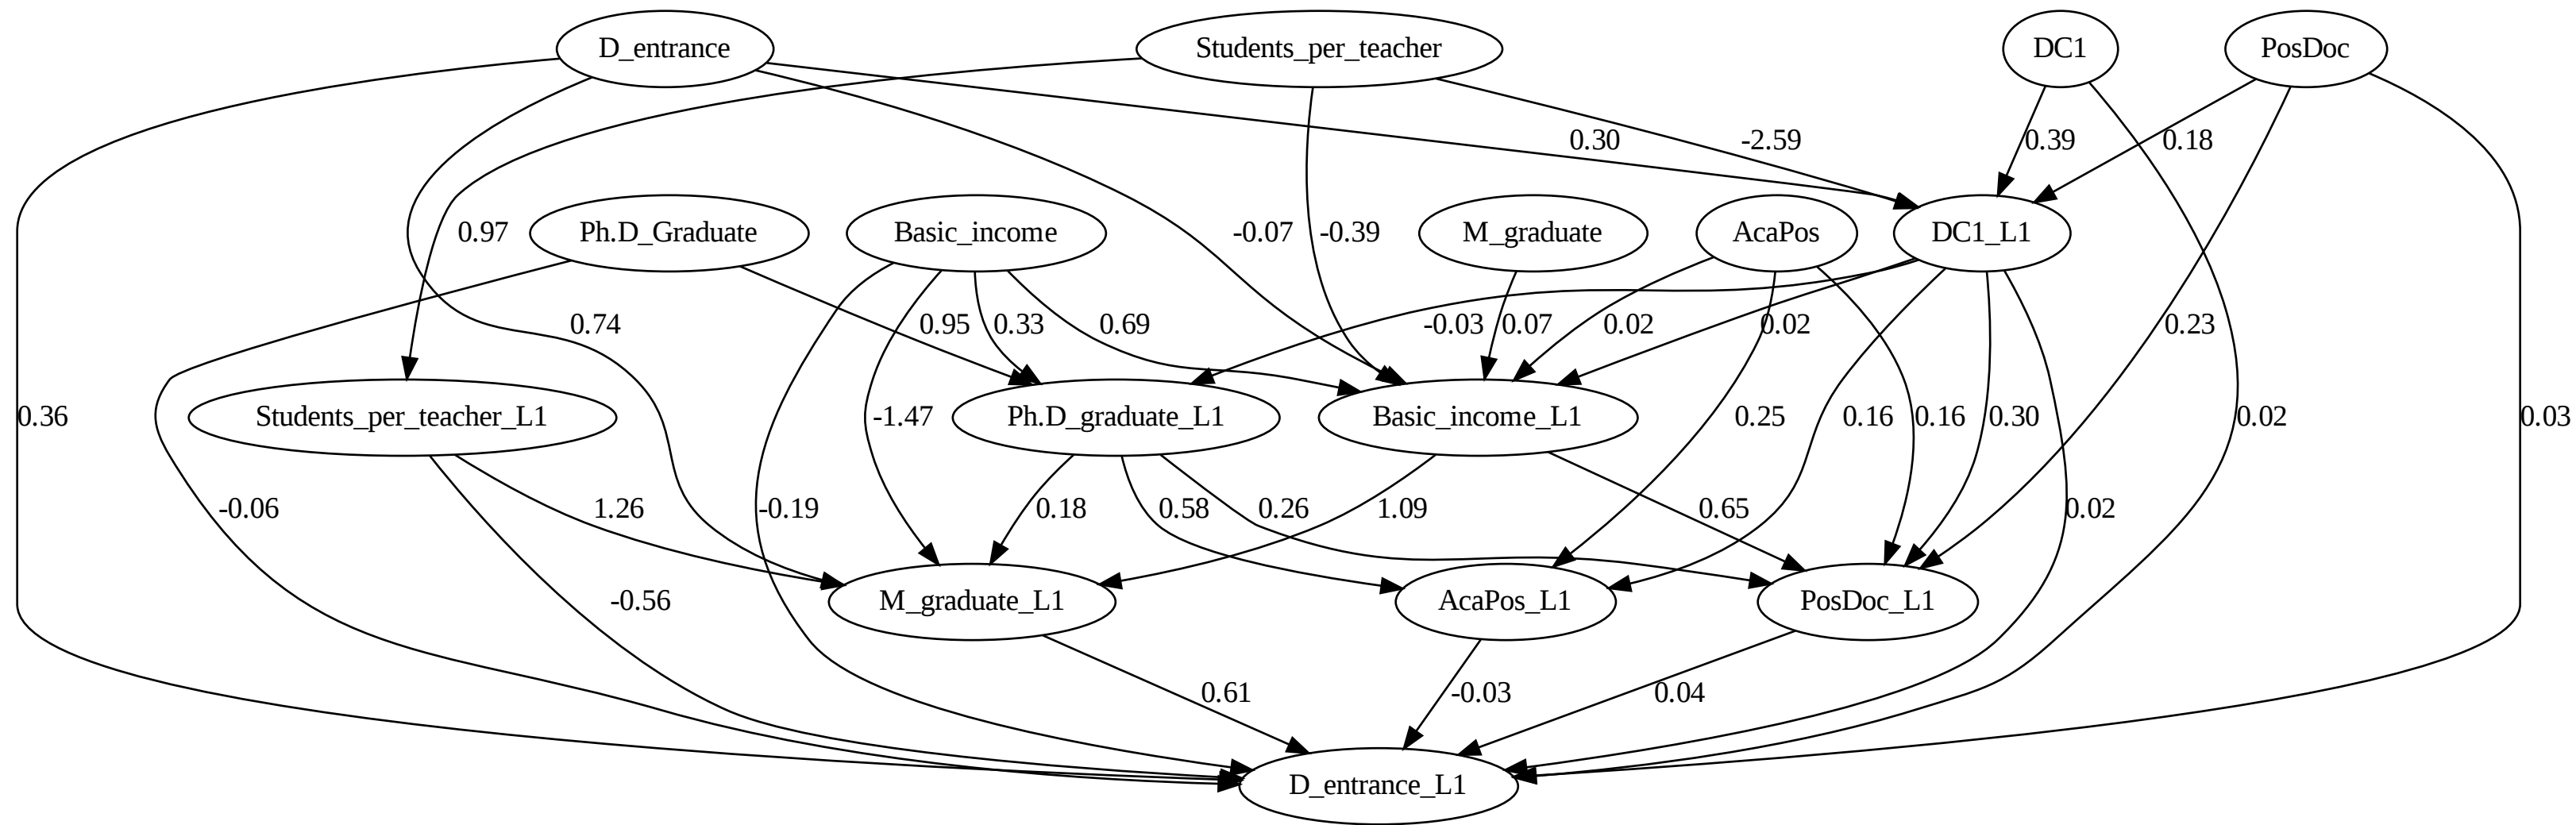 D_entrance
Students_per_teacher
DC1
PosDoc
0.30
-2.59
0.39
0.18
0.97
Ph.D_Graduate
Basic_income
-0.07
-0.39
M_graduate
AcaPos
DC1_L1
0.74
0.95
0.33
0.69
-0.03
0.07
0.02
0.02
0.23
0.36
Students_per_teacher_L1
-1.47
Ph.D_graduate_L1
Basic_income_L1
0.25
0.16
0.16
0.30
0.02
0.03
-0.06
1.26
-0.19
0.18
0.58
0.26
1.09
0.65
0.02
-0.56
M_graduate_L1
AcaPos_L1
PosDoc_L1
0.61
-0.03
0.04
D_entrance_L1